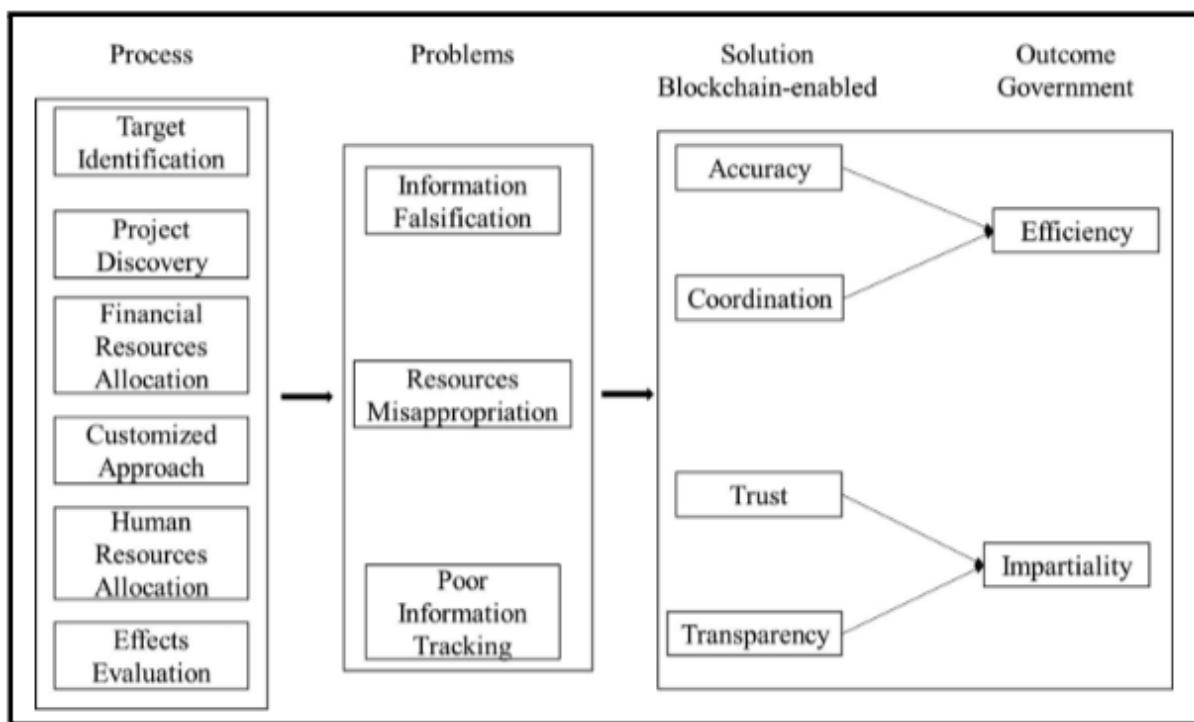 Process
Problems
Solution
Blockchain-enabled
Outcome
Government
Target
Identification
Project
Discovery
Financial
Resources
Allocation
Customized
Approach
Human
Resources
Allocation
Effects
Evaluation
Information
Falsification
Resources
Misappropriation
Poor
Information
Tracking
Accuracy
Coordination
Trust
Transparency
Efficiency
Impartiality